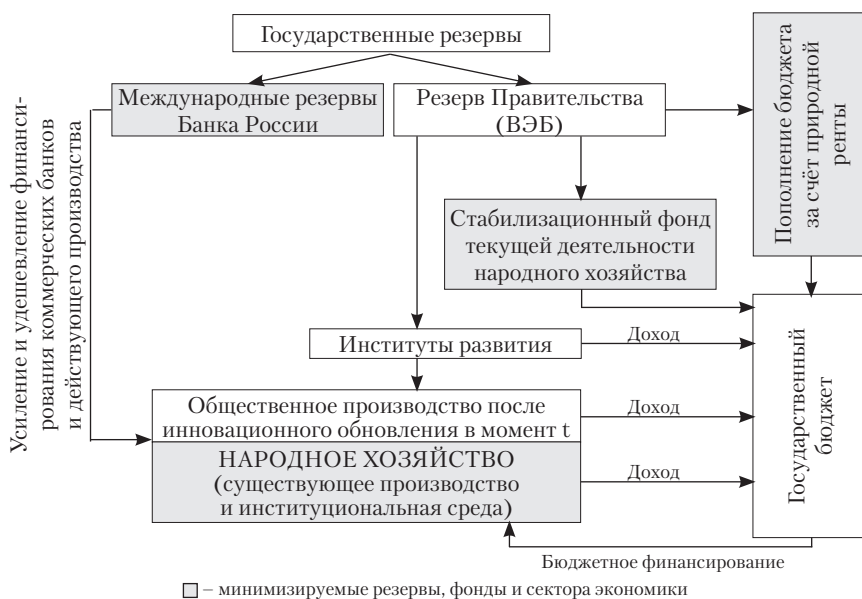 Государственные резервы
Международные резервы
Банка России
Резерв Правительства
(ВЭБ)
Пополнение бюджета
за счёт природной
ренты
Усиление и удешевление финанси-
рования коммерческих банков
и действующего производства
Стабилизационный фонд
текущей деятельности
народного хозяйства
Институты развития
Доход
Государственный
бюджет
Общественное производство после
инновационного обновления в момент t
Доход
НАРОДНОЕ ХОЗЯЙСТВО
(существующее производство
и институциональная среда)
Доход
Бюджетное финансирование
– минимизируемые резервы, фонды и сектора экономики